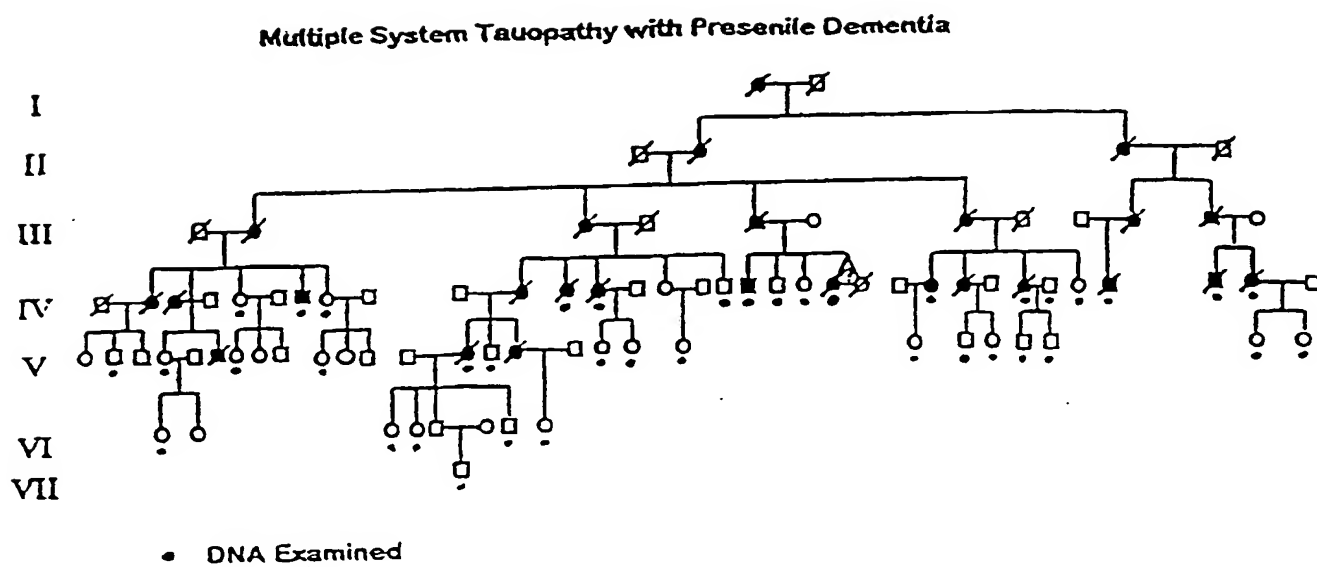 Multiple System Tauopathy with Presenile Dementia
I
II
III
IV
V
VI
VII
• DNA Examined